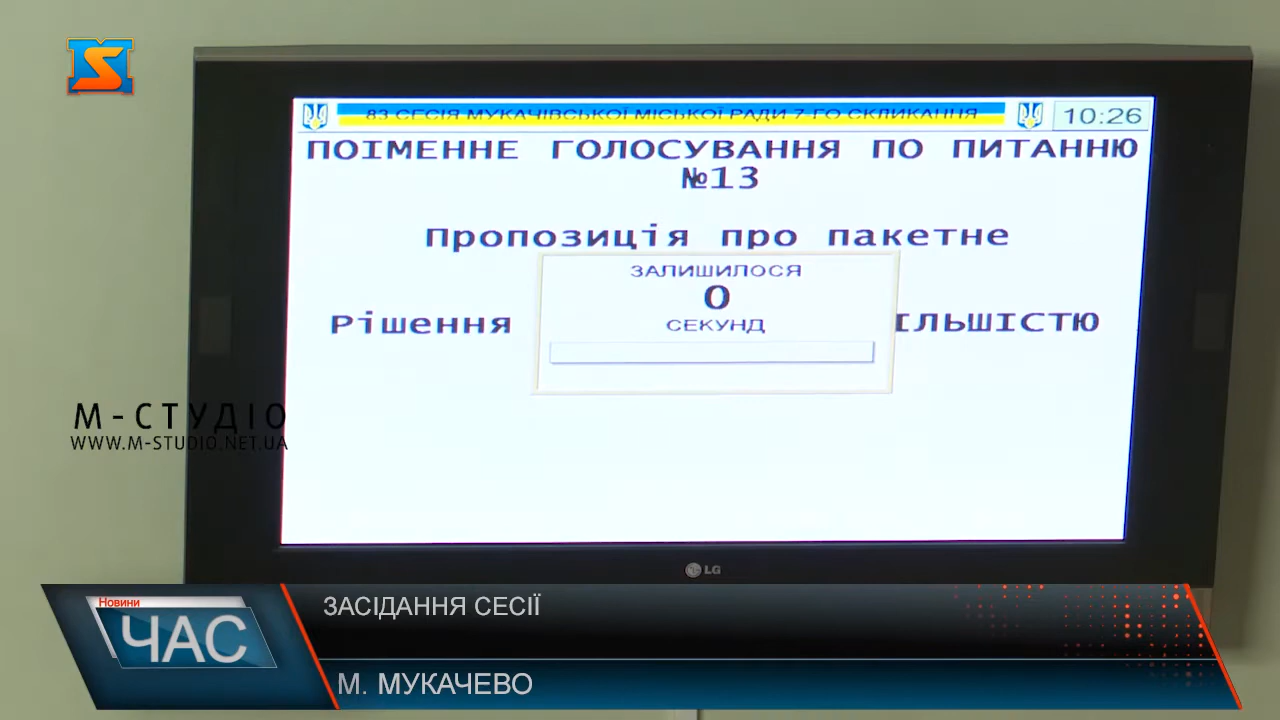 83 СЕСІЯ МУКАЧІВСЬКОЇ МІСЬКОЇ РАДИ 7-ГО СКЛИКАННЯ
10:26
ПОІМЕННЕ ГОЛОСУВАННЯ ПО ПИТАННЮ
№13
Пропозиція про пакетне
ЗАЛИШИЛОСЯ
0
СЕКУНД
Рішення ІЛЬШІСТЮ
М-СТУДІО
WWW.M-STUDIO.NET.UA
LG
Новини
ЧАС
ЗАСІДАННЯ СЕСІЇ
М. МУКАЧЕВО